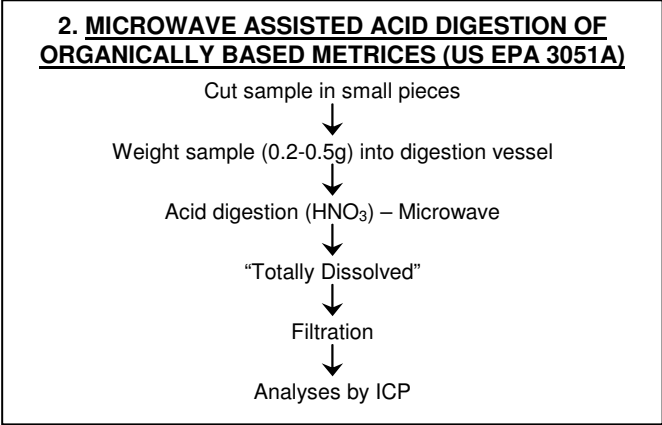 2. MICROWAVE ASSISTED ACID DIGESTION OF
ORGANICALLY BASED METRICES (US EPA 3051A)
Cut sample in small pieces
Weight sample (0.2-0.5g) into digestion vessel
Acid digestion (HNO₃) – Microwave
“Totally Dissolved”
Filtration
Analyses by ICP